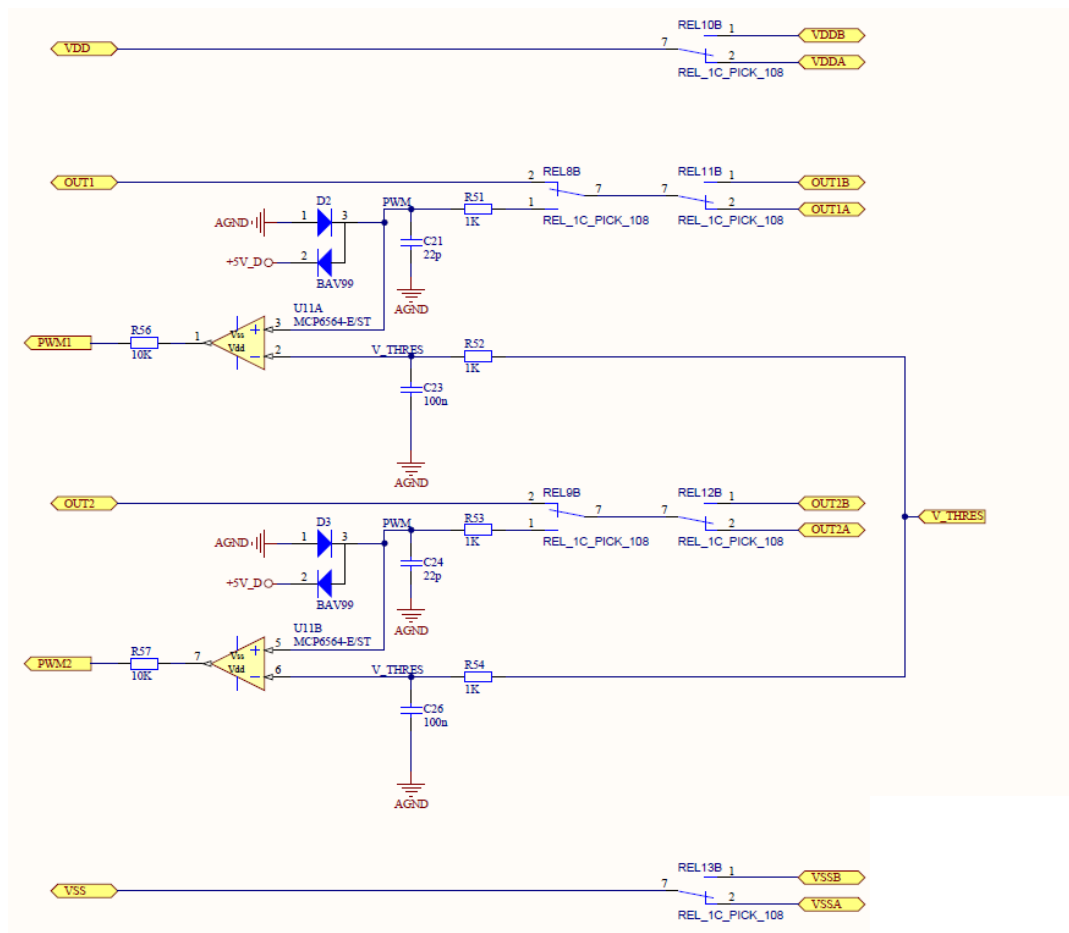 REL10B
1
VDDB
VDD
7
2
VDDA
REL_1C_PICK_108
REL8B
REL11B
OUT1
2
7
7
1
OUT1B
D2
PWM
R51
1
2
OUT1A
AGND
1
3
1K
REL_1C_PICK_108
REL_1C_PICK_108
C21
22p
+5V_D
2
BAV99
AGND
U11A
MCP6564-E/ST
R56
1
Vss
+
3
PWM1
10K
Vdd
−
2
V_THRES
R52
1K
C23
100n
AGND
REL9B
REL12B
OUT2
2
7
7
1
OUT2B
D3
PWM
R53
1
2
OUT2A
V_THRES
AGND
1
3
1K
REL_1C_PICK_108
REL_1C_PICK_108
C24
22p
+5V_D
2
BAV99
AGND
U11B
MCP6564-E/ST
R57
7
Vss
+
5
PWM2
10K
Vdd
−
6
V_THRES
R54
1K
C26
100n
AGND
REL13B
1
VSSB
VSS
7
2
VSSA
REL_1C_PICK_108